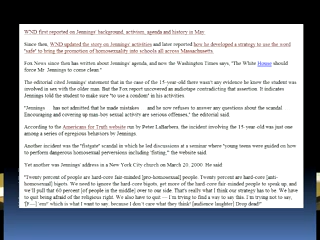 WND first reported on Jennings' background, activism, agenda and history in May.
Since then, WND updated the story on Jennings' activities and later reported how he developed a strategy to use the word
"safe" to bring the promotion of homosexuality into schools all across Massachusetts.
Fox News since then has written about Jennings' agenda, and now the Washington Times says, "The White House should
force Mr. Jennings to come clean."
The editorial cited Jennings' statement that in the case of the 15-year-old there wasn't any evidence he knew the student was
involved in sex with the older man. But the Fox report uncovered an audiotape contradicting that assertion. It indicates
Jennings told the student to make sure "to use a condom" in his activities.
"Jennings has not admitted that he made mistakes and he now refuses to answer questions about the scandal.
Encouraging and covering up man-boy sexual activity are serious offenses," the editorial said.
According to the Americans for Truth website run by Peter LaBarbera, the incident involving the 15-year-old was just one
among a series of egregious behaviors by Jennings.
Another incident was the "fistgate" scandal in which he led discussions at a seminar where "young teens were guided on how
to perform dangerous homosexual perversions including 'fisting,'" the website said.
Yet another was Jennings' address in a New York City church on March 20, 2000. He said:
"Twenty percent of people are hard-core fair-minded [pro-homosexual] people. Twenty percent are hard-core [anti-
homosexual] bigots. We need to ignore the hard-core bigots, get more of the hard-core fair-minded people to speak up, and
we'll pull that 60 percent [of people in the middle] over to our side. That's really what I think our strategy has to be. We have
to quit being afraid of the religious right. We also have to quit — I'm trying to find a way to say this. I'm trying not to say,
'[F---] 'em!' which is what I want to say, because I don't care what they think! [audience laughter] Drop dead!".